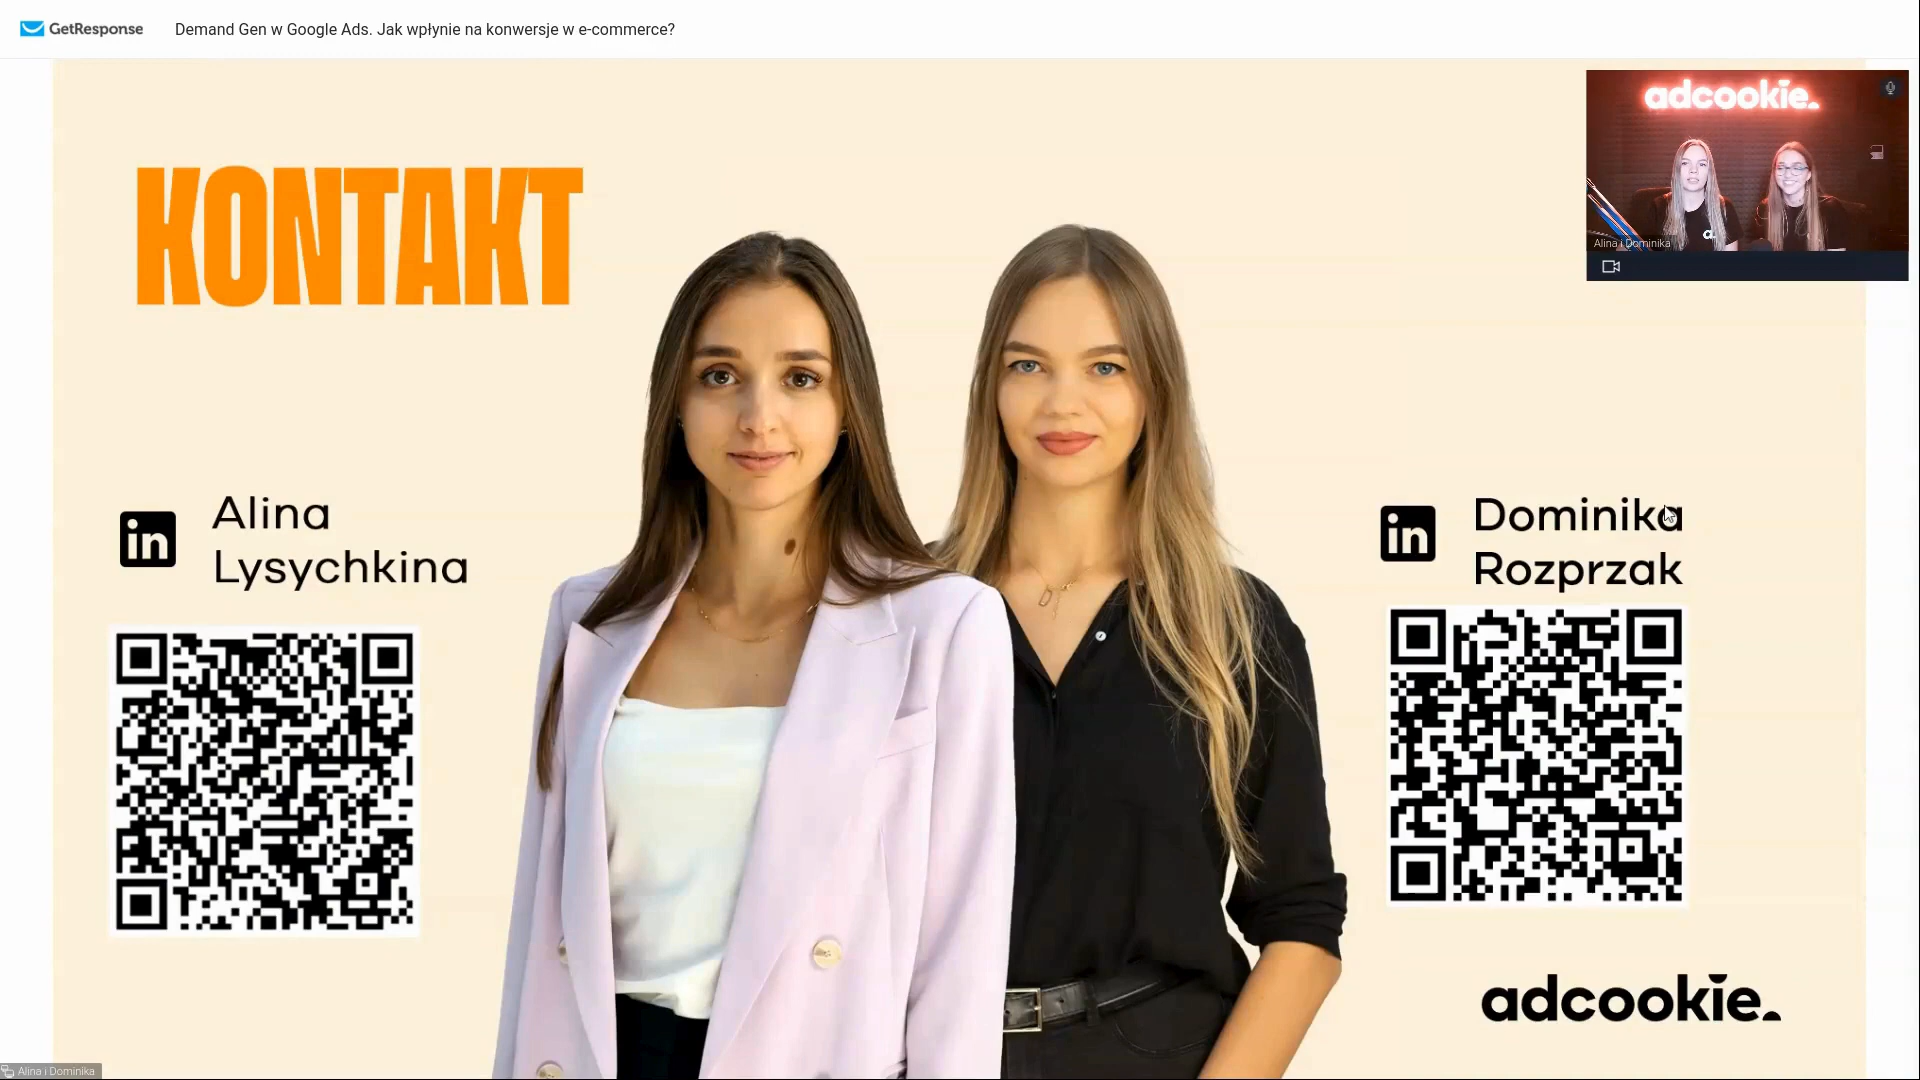 GetResponse
Demand Gen w Google Ads. Jak wpłynie na konwersje w e-commerce?
adcookie.
Alina i Dominika
KONTAKT
in
Alina
Lysychkina
in
Dominika
Rozprzak
adcookie.
Alina i Dominika